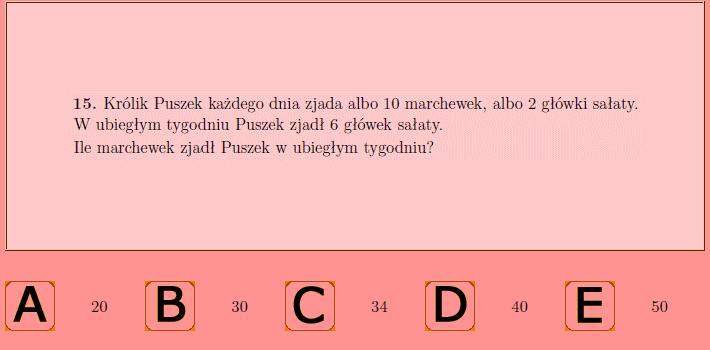 15. Królik Puszek każdego dnia zjada albo 10 marchewek, albo 2 główki sałaty.
W ubiegłym tygodniu Puszek zjadł 6 główek sałaty.
Ile marchewek zjadł Puszek w ubiegłym tygodniu?
A 20 B 30 C 34 D 40 E 50